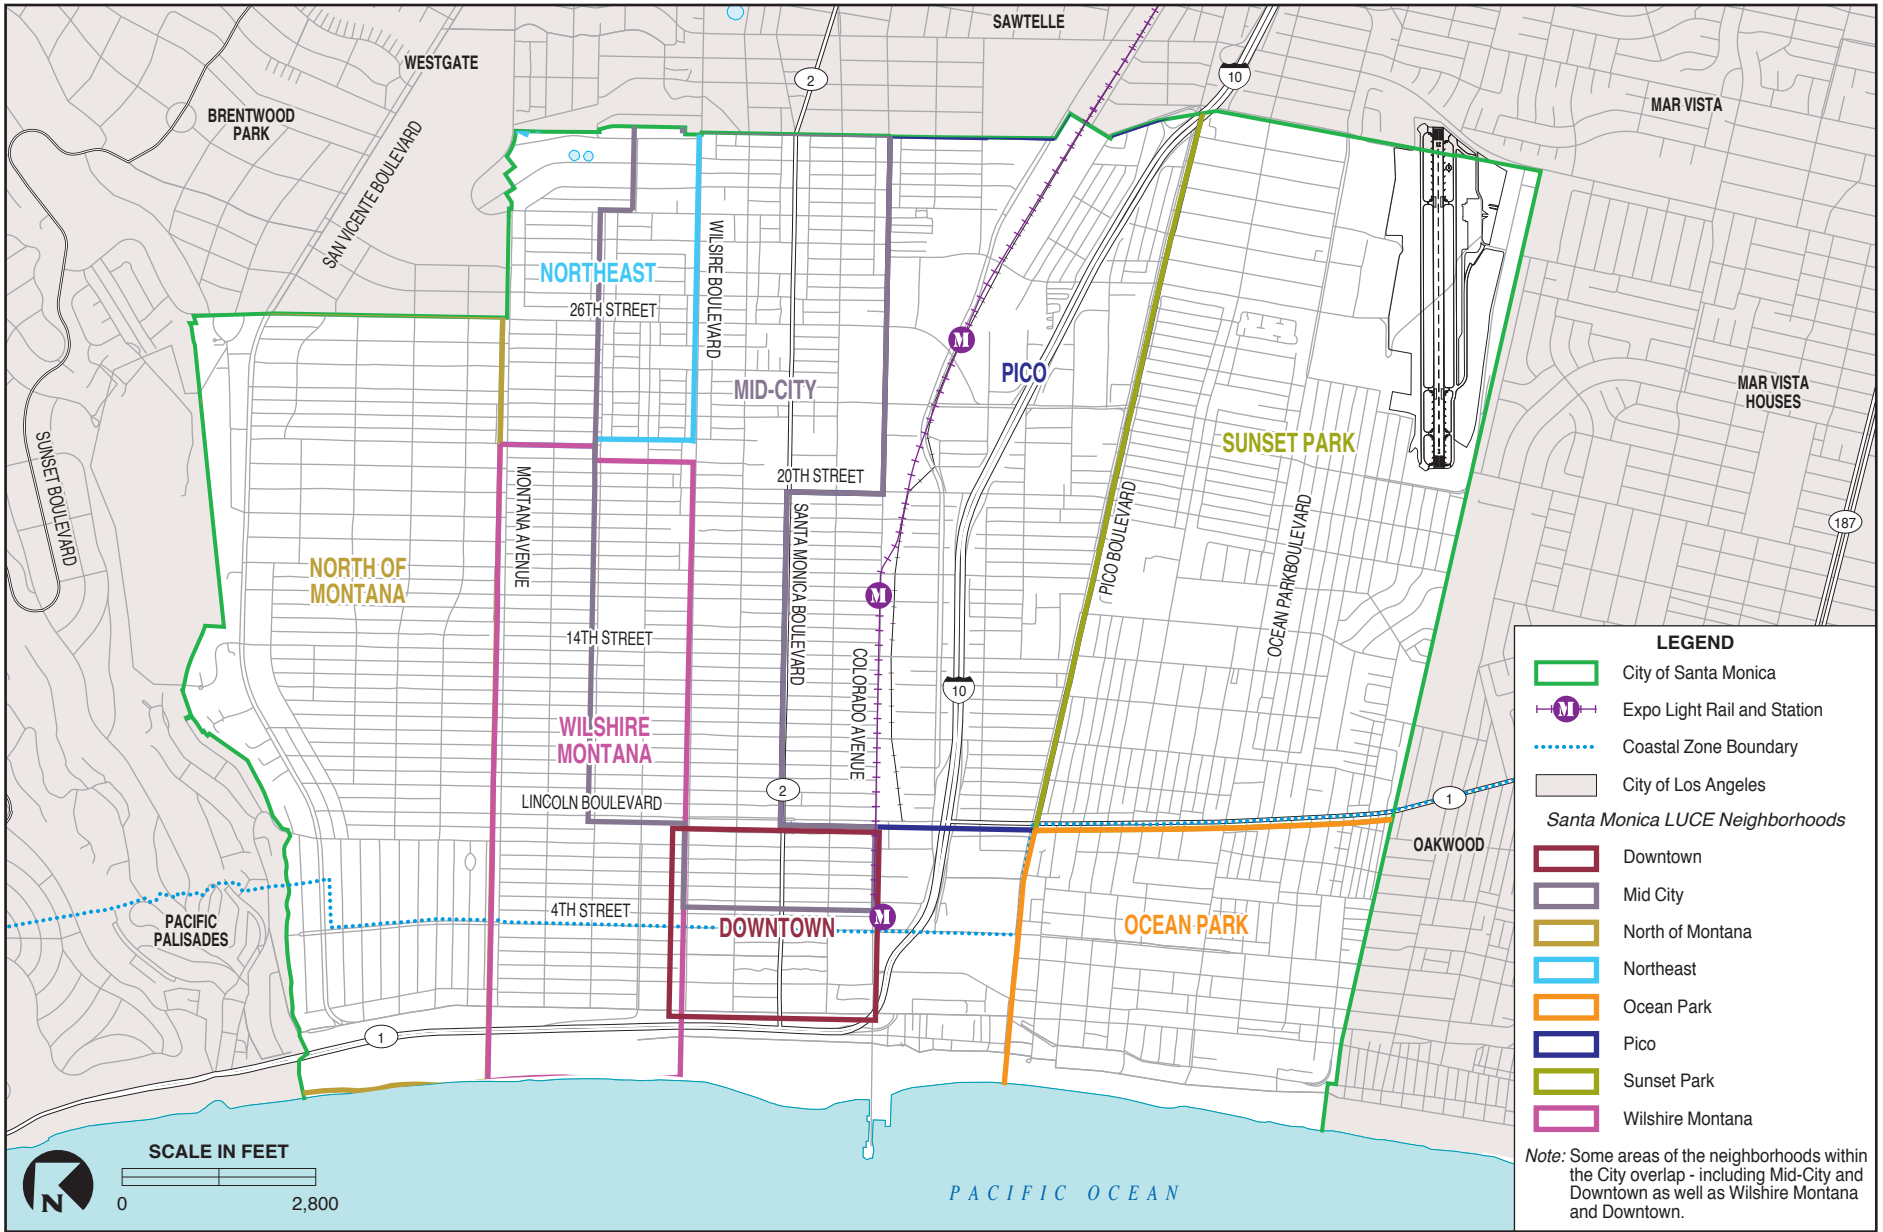 SAWTELLE
WESTGATE
2
10
BRENTWOOD
PARK
MAR VISTA
SAN VICENTE BOULEVARD
WILSIRE BOULEVARD
NORTHEAST
26TH STREET
M
PICO
MID-CITY
MAR VISTA
HOUSES
SUNSET BOULEVARD
SUNSET PARK
20TH STREET
MONTANA AVENUE
SANTA MONICA BOULEVARD
PICO BOULEVARD
OCEAN PARKBOULEVARD
187
NORTH OF
MONTANA
M
14TH STREET
COLORADO AVENUE
10
WILSHIRE
MONTANA
2
LINCOLN BOULEVARD
1
OAKWOOD
4TH STREET
M
DOWNTOWN
OCEAN PARK
PACIFIC
PALISADES
1
LEGEND
City of Santa Monica
M
Expo Light Rail and Station
Coastal Zone Boundary
City of Los Angeles
Santa Monica LUCE Neighborhoods
Downtown
Mid City
North of Montana
Northeast
Ocean Park
Pico
Sunset Park
Wilshire Montana
Note: Some areas of the neighborhoods within
the City overlap - including Mid-City and
Downtown as well as Wilshire Montana
and Downtown.
N
SCALE IN FEET
0
2,800
PACIFIC OCEAN